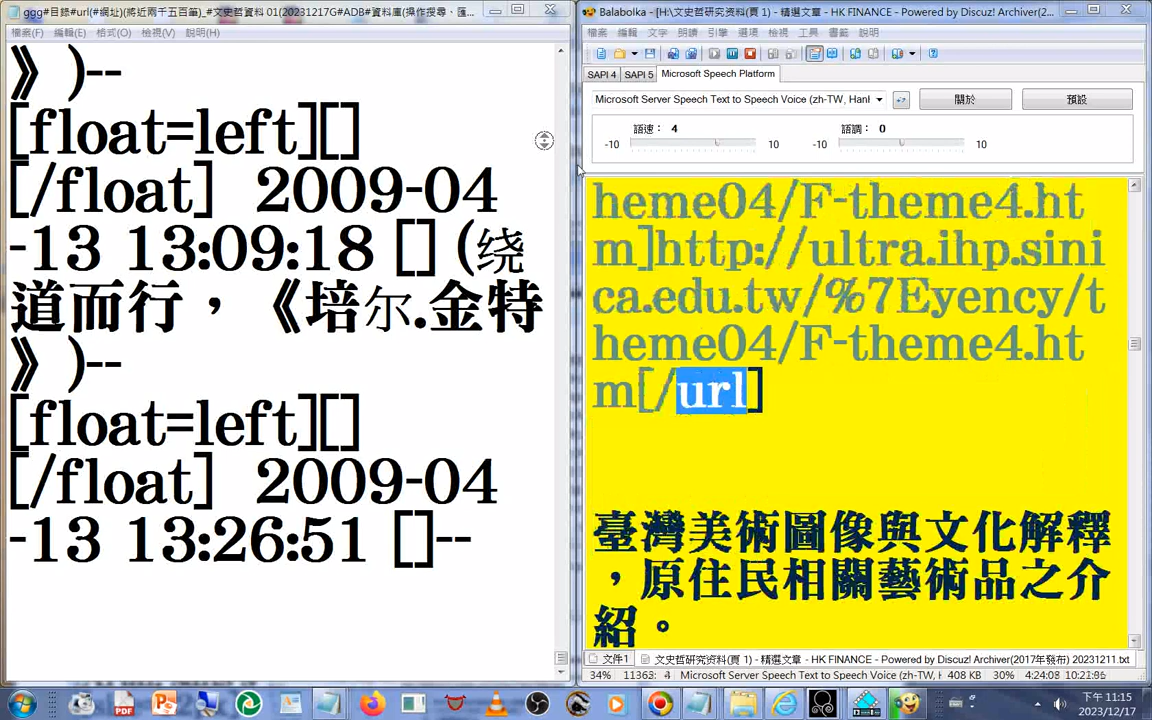 ggg#目錄#url(#網址)(將近兩千五百筆)_#文史哲資料 01(20231217G#ADB#資料庫(操作搜尋、匯...
檔案(F) 編輯(E) 格式(O) 檢視(V) 說明(H)
》)--
[float=left][]
[/float] 2009-04
-13 13:09:18 [] (绕
道而行，《培尔.金特
》)--
[float=left][]
[/float] 2009-04
-13 13:26:51 []--
Balabolka - [H:\文史哲研究资料(頁 1) - 精選文章 - HK FINANCE - Powered by Discuz! Archiver(2...
檔案 編輯 文字 朗讀 引擎 選項 檢視 工具 書籤 說明
SAPI 4 SAPI 5 Microsoft Speech Platform
Microsoft Server Speech Text to Speech Voice (zh-TW, Hanl
關於 預設
語速： 4 語調： 0
-10 10 -10 10
heme04/F-theme4.ht
m]http://ultra.ihp.sini
ca.edu.tw/%7Eyency/t
heme04/F-theme4.ht
m[/url]
臺灣美術圖像與文化解釋
，原住民相關藝術品之介
紹。
文件1 文史哲研究资料(頁 1) - 精選文章 - HK FINANCE - Powered by Discuz! Archiver(2017年發布) 20231211.txt
34% 11363: 4 Microsoft Server Speech Text to Speech Voice (zh-TW, H 408 KB 30% 4:24:08 / 10:21:96
下午 11:15
2023/12/17